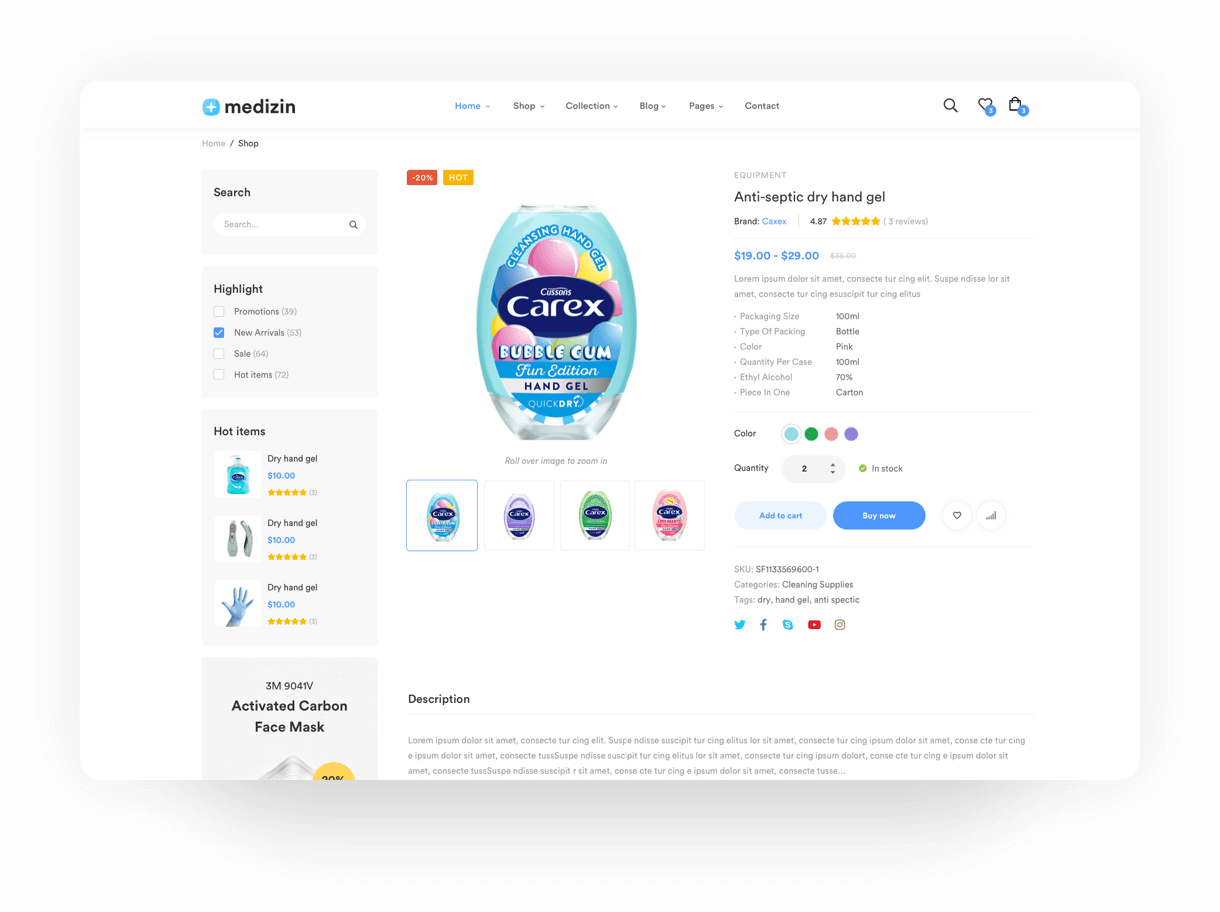 medizin
Home
Shop
Collection
Blog
Pages
Contact
3
3
Home / Shop
Search
Search...
Highlight
Promotions (39)
New Arrivals (53)
Sale (64)
Hot items (72)
Hot items
Dry hand gel
$10.00
(3)
Dry hand gel
$10.00
(3)
Dry hand gel
$10.00
(3)
3M 9041V
Activated Carbon
Face Mask
20%
-20% HOT
CLEANSING HAND GEL
Cussons
Carex
BUBBLE GUM
Fun Edition
HAND GEL
QUICKDRY
Roll over image to zoom in
Carex
Carex
Carex
Carex
EQUIPMENT
Anti-septic dry hand gel
Brand: Caxex 4.87 ( 3 reviews)
$19.00 - $29.00 $36.00
Lorem ipsum dolor sit amet, consecte tur cing elit. Suspe ndisse lor sit
amet, consecte tur cing esuscipit tur cing elitus
Packaging Size 100ml
Type Of Packing Bottle
Color Pink
Quantity Per Case 100ml
Ethyl Alcohol 70%
Piece In One Carton
Color
Quantity 2 In stock
Add to cart Buy now
SKU: SF1133569600-1
Categories: Cleaning Supplies
Tags: dry, hand gel, anti spectic
Description
Lorem ipsum dolor sit amet, consecte tur cing elit. Suspe ndisse suscipit tur cing elitus lor sit amet, consecte tur cing ipsum dolor sit amet, conse cte tur cing
e ipsum dolor sit amet, consecte tussSuspe ndisse suscipit tur cing elitus lor sit amet, consecte tur cing ipsum dolort, conse cte tur cing e ipsum dolor sit
amet, consecte tussSuspe ndisse suscipit r sit amet, conse cte tur cing e ipsum dolor sit amet, consecte tusse...